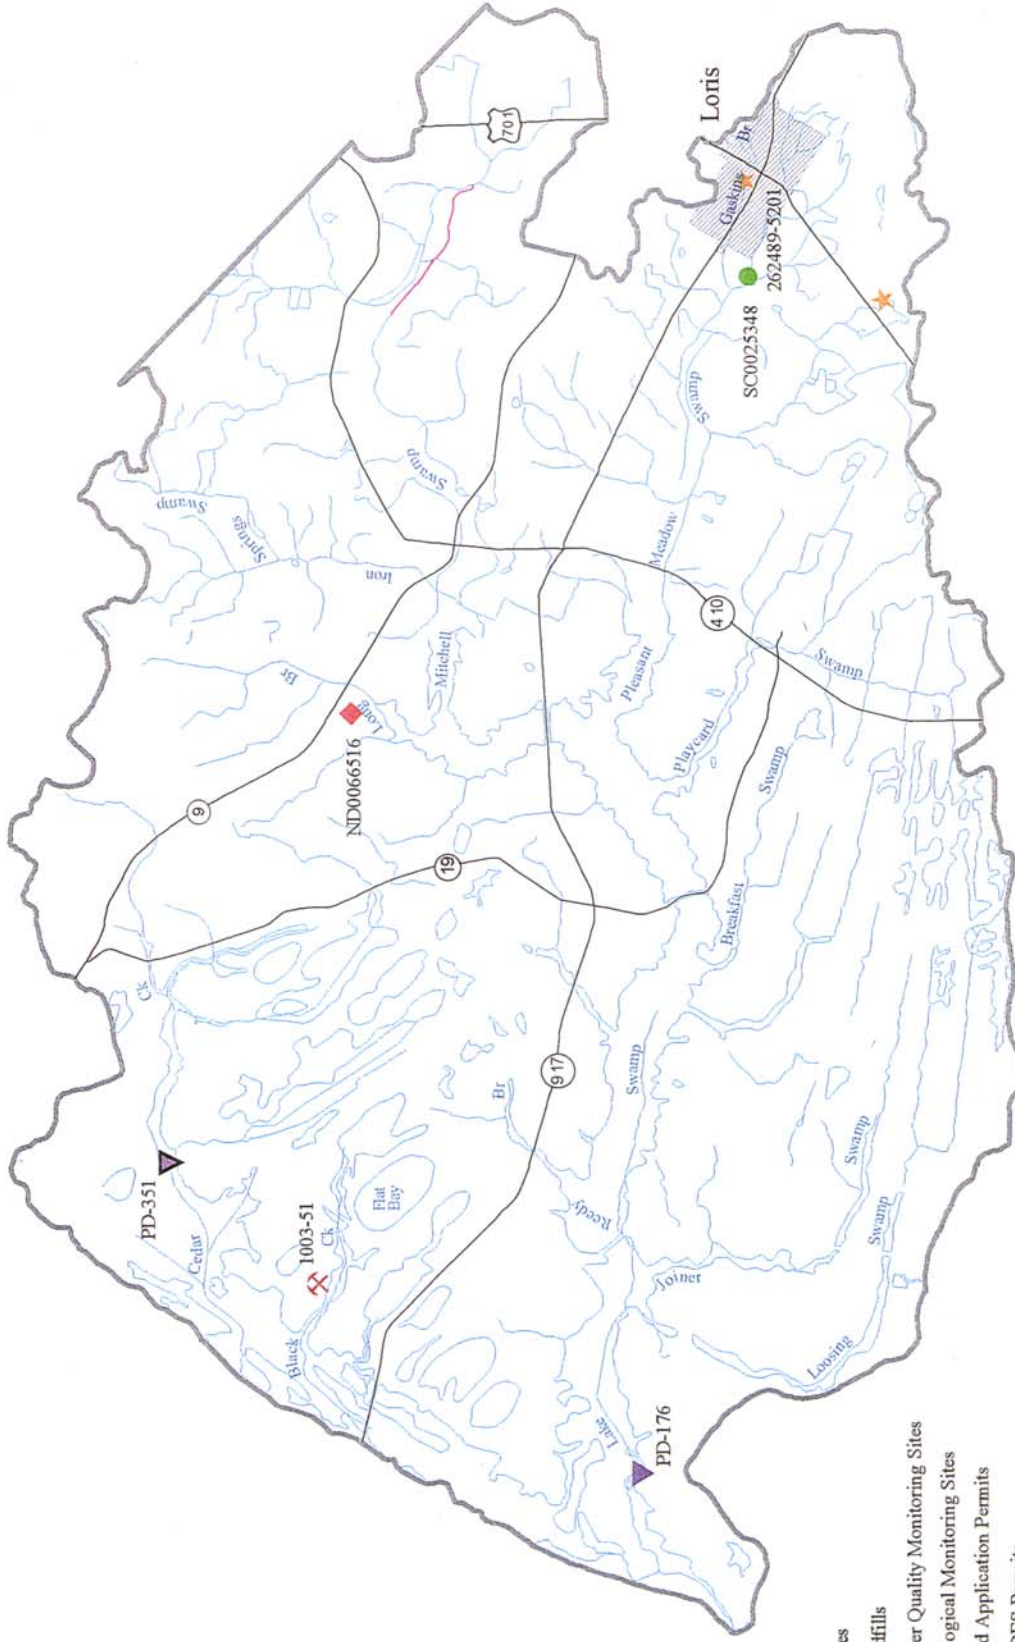 701
Loris
Gaskins
Br
262489-5201
SC0025348
Swamp
Swamp
Swamp
Springs
Iron
Meadow
410
Br
Mitchell
Long
ND0066516
Pleasant
Swamp
Playcard
Swamp
9
19
Breakfast
Ck
917
Br
Swamp
Swamp
PD-351
Cedar
1003-51
Ck
Flat
Bay
Reedy
Swamp
Joiner
Black
Loosing
Lake
PD-176
es
dfills
er Quality Monitoring Sites
ogical Monitoring Sites
d Application Permits